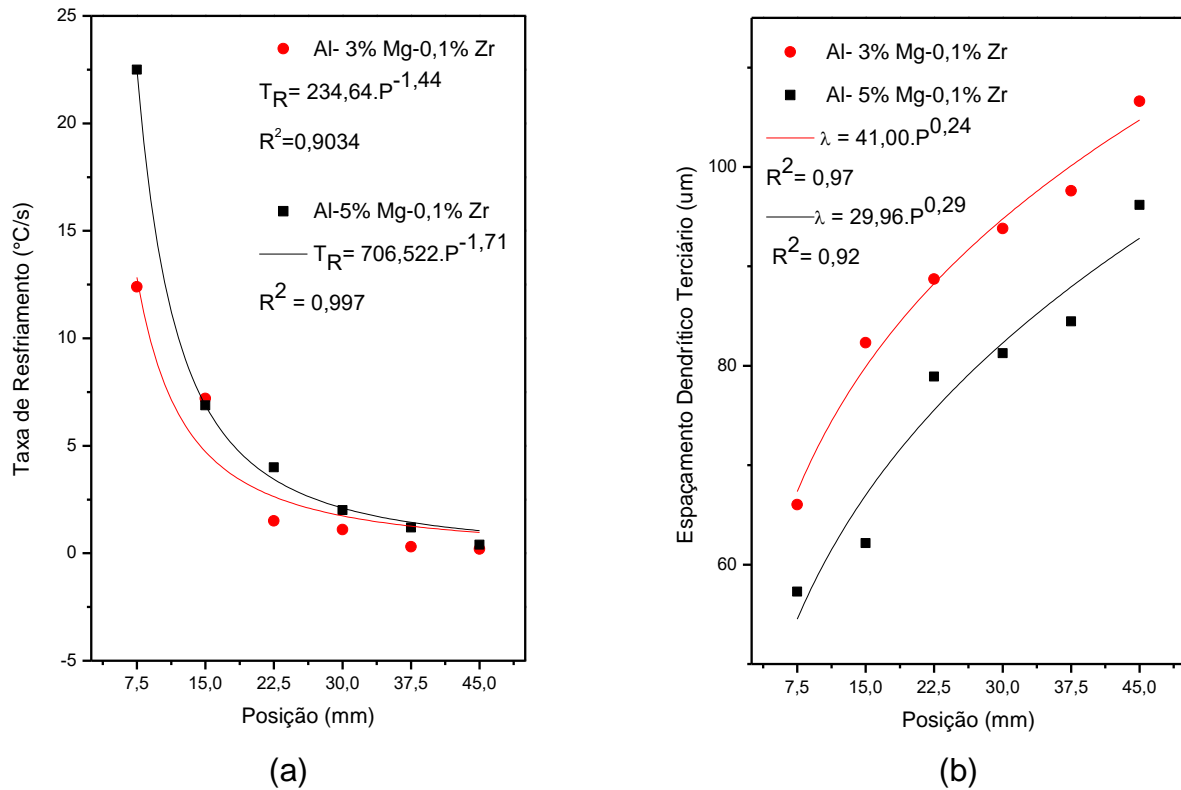 25
20
15
10
5
0
-5
Taxa de Resfriamento (°C/s)
Al- 3% Mg-0,1% Zr
TR= 234,64.P-1,44
R2=0,9034
Al-5% Mg-0,1% Zr
TR= 706,522.P-1,71
R2 = 0,997
7,5 15,0 22,5 30,0 37,5 45,0
Posição (mm)
(a)
100
80
60
Espaçamento Dendrítico Terciário (um)
Al- 3% Mg-0,1% Zr
Al- 5% Mg-0,1% Zr
λ = 41,00.P0,24
R2= 0,97
λ = 29,96.P0,29
R2= 0,92
7,5 15,0 22,5 30,0 37,5 45,0
Posição (mm)
(b)